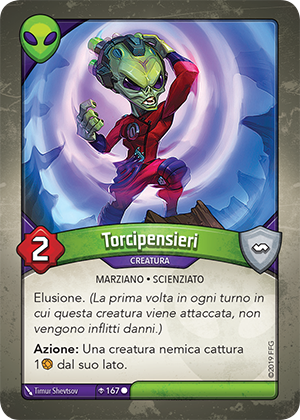 Torcipensieri
CREATURA
2
MARZIANO • SCIENZIATO
Elusione. (La prima volta in ogni turno in
cui questa creatura viene attaccata, non
vengono inflitti danni.)
Azione: Una creatura nemica cattura
1 dal suo lato.
©2019 FFG
Timur Shevtsov
167